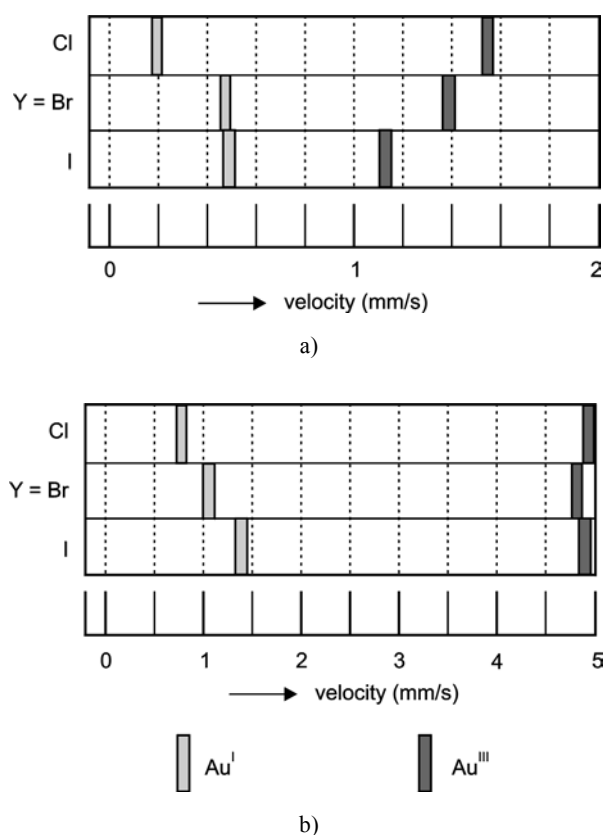 Cl
Y = Br
I
0 1 2
velocity (mm/s)
a)
Cl
Y = Br
I
0 1 2 3 4 5
velocity (mm/s)
Au^I Au^III
b)